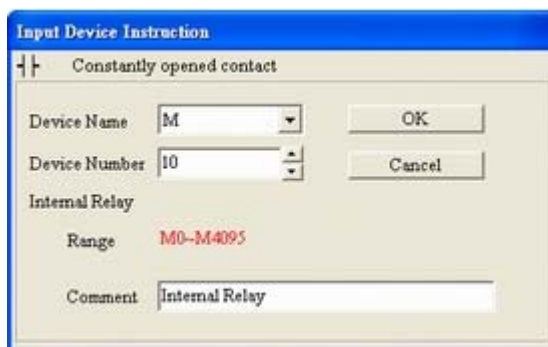 Input Device Instruction
Constantly opened contact
Device Name M OK
Device Number 10 Cancel
Internal Relay
Range M0~M4095
Comment Internal Relay